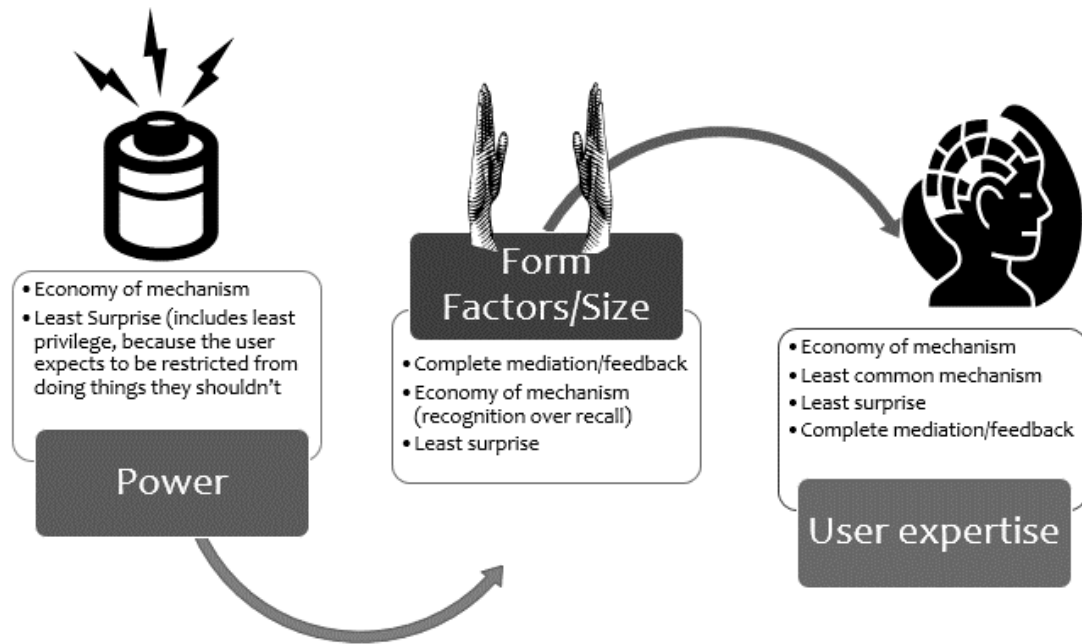 • Economy of mechanism
• Least Surprise (includes least
privilege, because the user
expects to be restricted from
doing things they shouldn't
Power
Form
Factors/Size
• Complete mediation/feedback
• Economy of mechanism
(recognition over recall)
• Least surprise
• Economy of mechanism
• Least common mechanism
• Least surprise
• Complete mediation/feedback
User expertise